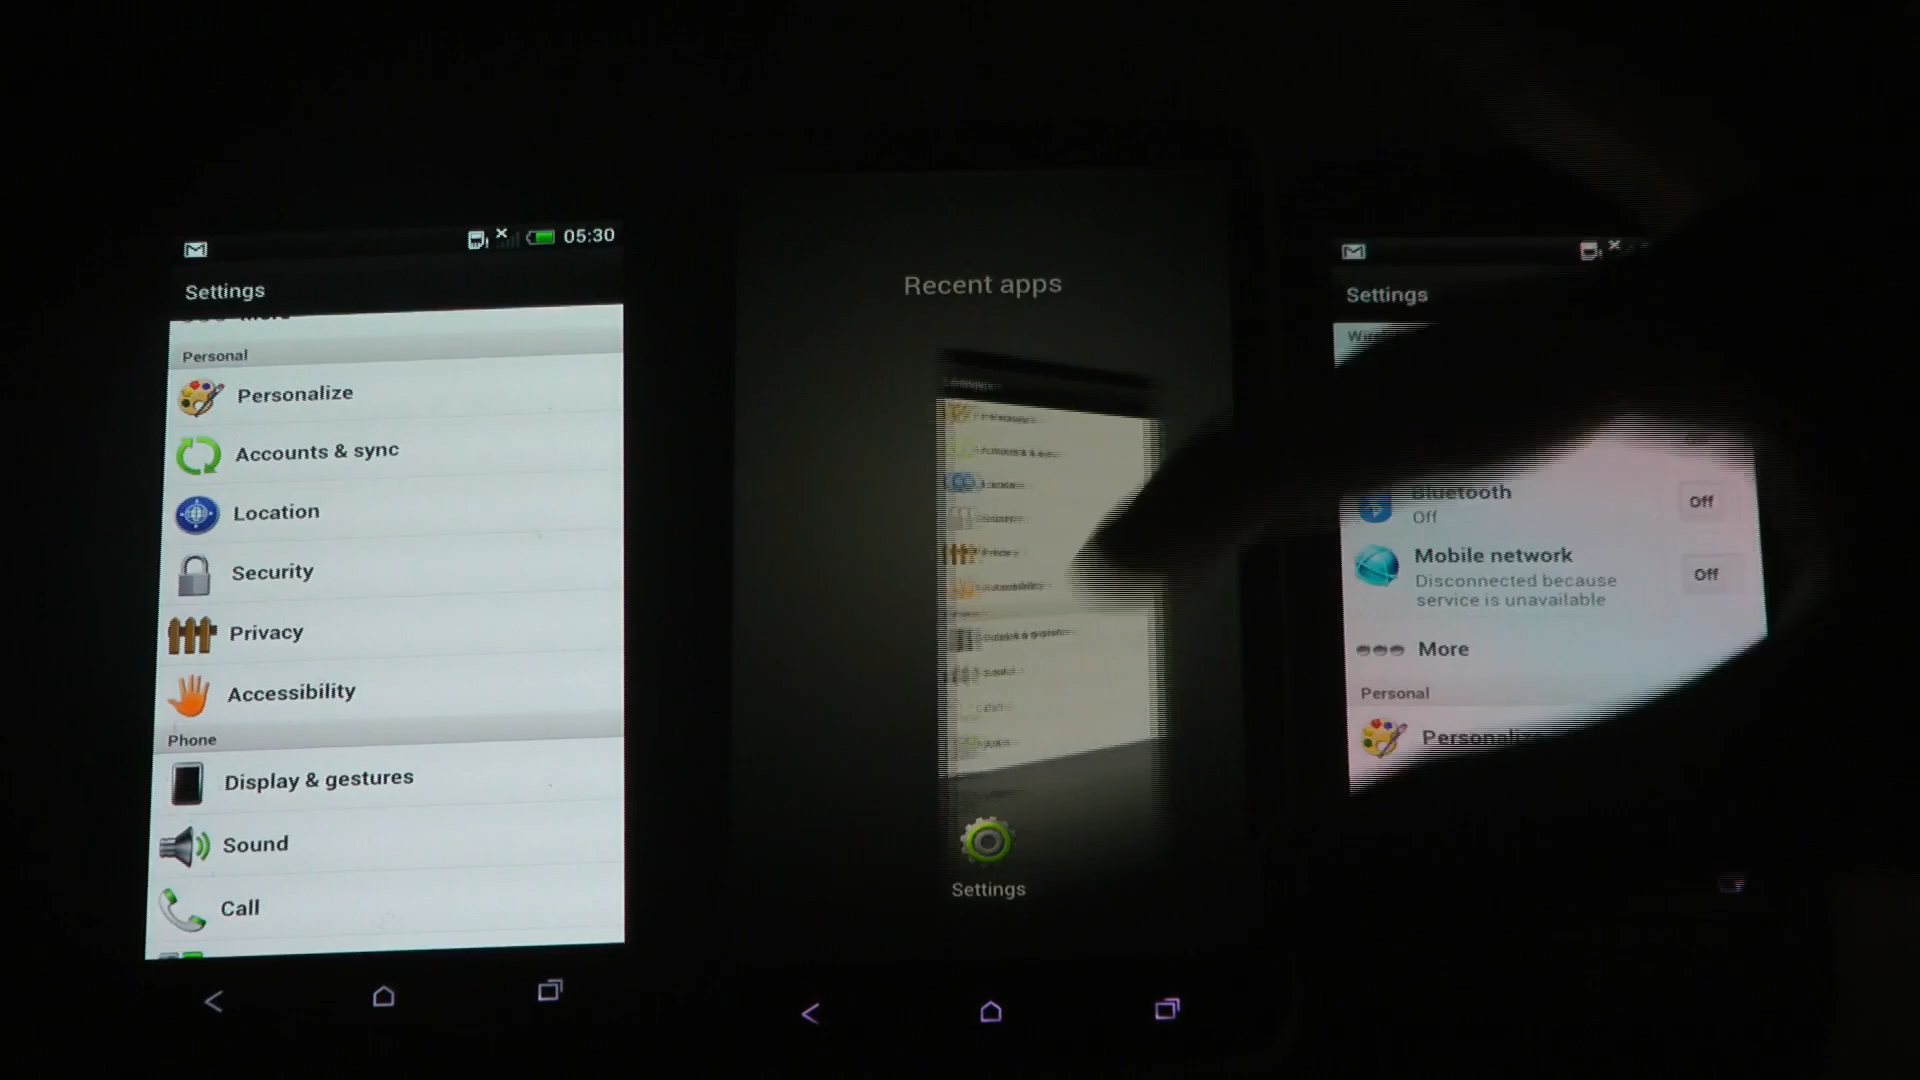 05:30
Settings
Personal
Personalize
Accounts & sync
Location
Security
Privacy
Accessibility
Phone
Display & gestures
Sound
Call
Recent apps
Settings
Settings
Bluetooth
Off
Off
Mobile network
Disconnected because
service is unavailable
Off
More
Personal
Personalize